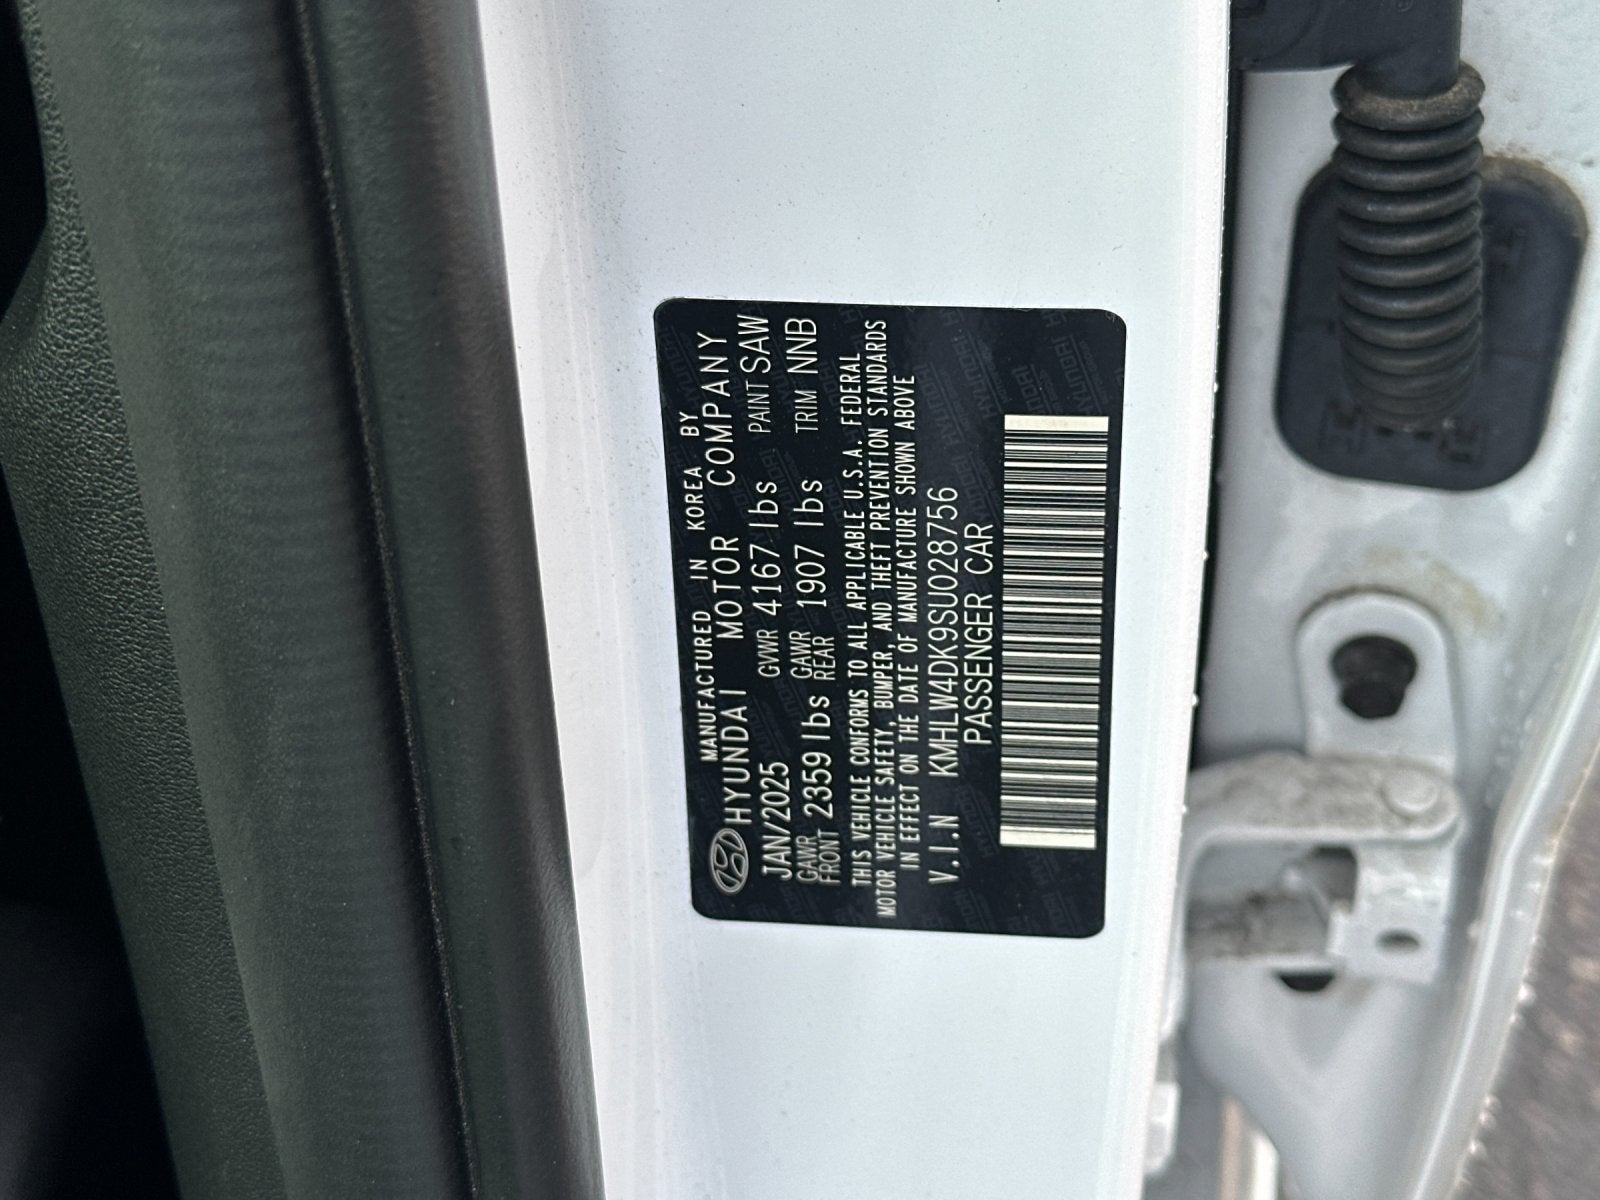 MANUFACTURED IN KOREA BY
HYUNDAI MOTOR COMPANY
JAN/2025 GVWR 4167 lbs PAINT SAW
GAWR FRONT 2359 lbs GAWR REAR 1907 lbs TRIM NNB
THIS VEHICLE CONFORMS TO ALL APPLICABLE U.S.A. FEDERAL
MOTOR VEHICLE SAFETY, BUMPER, AND THEFT PREVENTION STANDARDS
IN EFFECT ON THE DATE OF MANUFACTURE SHOWN ABOVE
V.I.N KMHLW4DK9SU028756
PASSENGER CAR